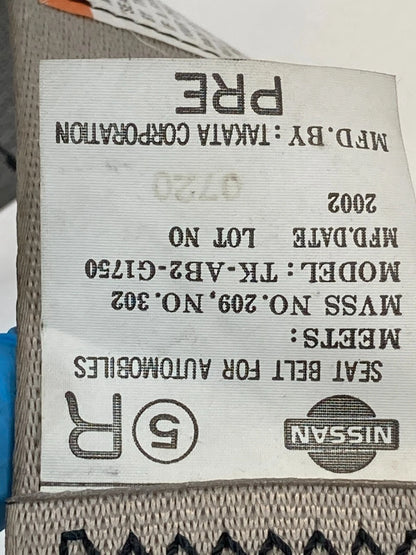 NISSAN
5 R
SEAT BELT FOR AUTOMOBILES
MEETS:
MVSS NO.209, NO.302
MODEL: TK-AB2-G1750
MFD.DATE LOT NO
2002
0720
MFD.BY: TAKATA CORPORATION
PRE